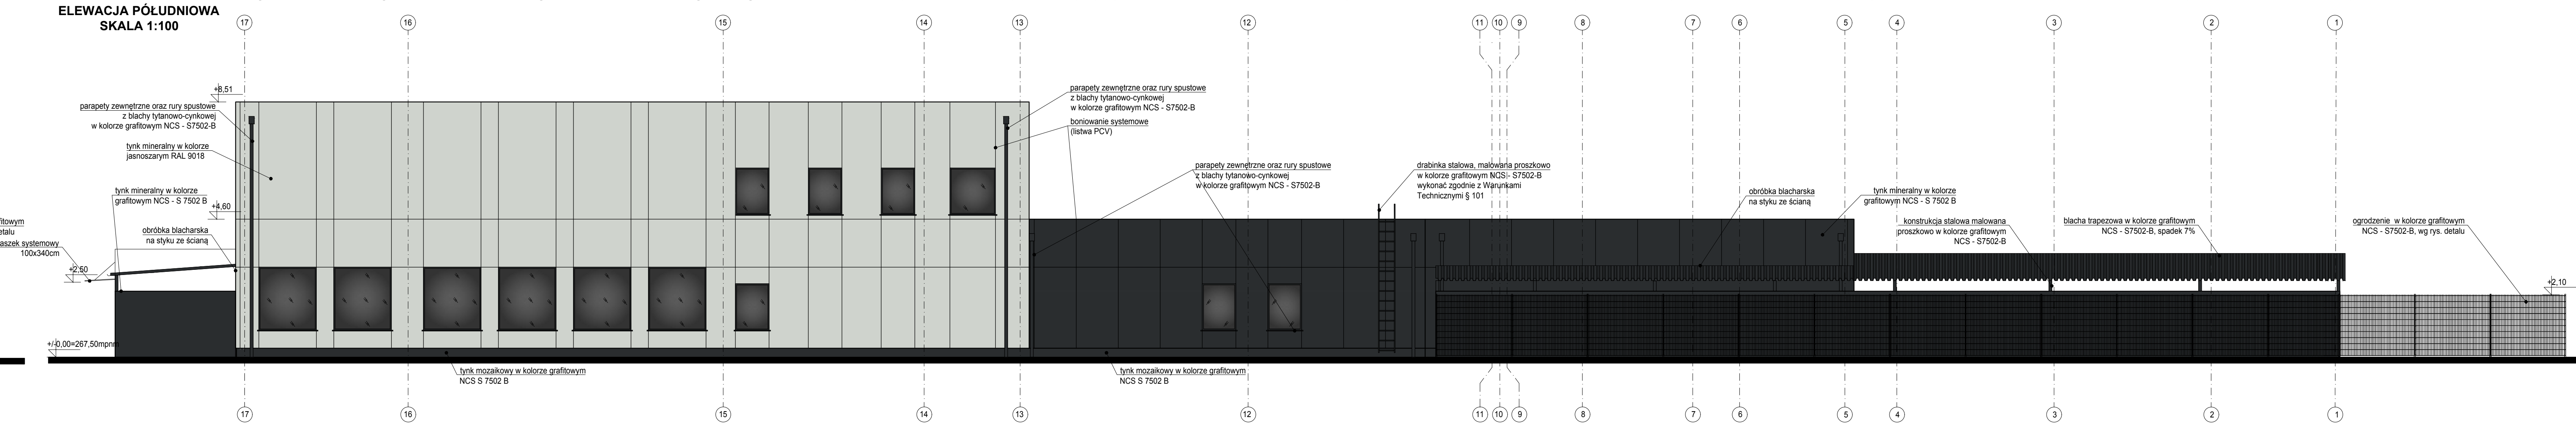 ELEWACJA POŁUDNIOWA
SKALA 1:100
17
16
15
14
13
12
11
10
9
8
7
6
5
4
3
2
1
+8,51
parapety zewnętrzne oraz rury spustowe
z blachy tytanowo-cynkowej
w kolorze grafitowym NCS - S7502-B
tynk mineralny w kolorze
jasnoszarym RAL 9018
tynk mineralny w kolorze
grafitowym NCS - S 7502 B
+4,60
obróbka blacharska
na styku ze ścianą
100x340cm
+2,50
+/-0,00=267,50mpnm
tynk mozaikowy w kolorze grafitowym
NCS S 7502 B
parapety zewnętrzne oraz rury spustowe
z blachy tytanowo-cynkowej
w kolorze grafitowym NCS - S7502-B
boniowanie systemowe
(listwa PCV)
parapety zewnętrzne oraz rury spustowe
z blachy tytanowo-cynkowej
w kolorze grafitowym NCS - S7502-B
tynk mozaikowy w kolorze grafitowym
NCS S 7502 B
drabinka stalowa, malowana proszkowo
w kolorze grafitowym NCS - S7502-B
wykonać zgodnie z Warunkami
Technicznymi § 101
obróbka blacharska
na styku ze ścianą
tynk mineralny w kolorze
grafitowym NCS - S 7502 B
konstrukcja stalowa malowana
proszkowo w kolorze grafitowym
NCS - S7502-B
blacha trapezowa w kolorze grafitowym
NCS - S7502-B, spadek 7%
ogrodzenie w kolorze grafitowym
NCS - S7502-B, wg rys. detalu
+2,10
17
16
15
14
13
12
11
10
9
8
7
6
5
4
3
2
1